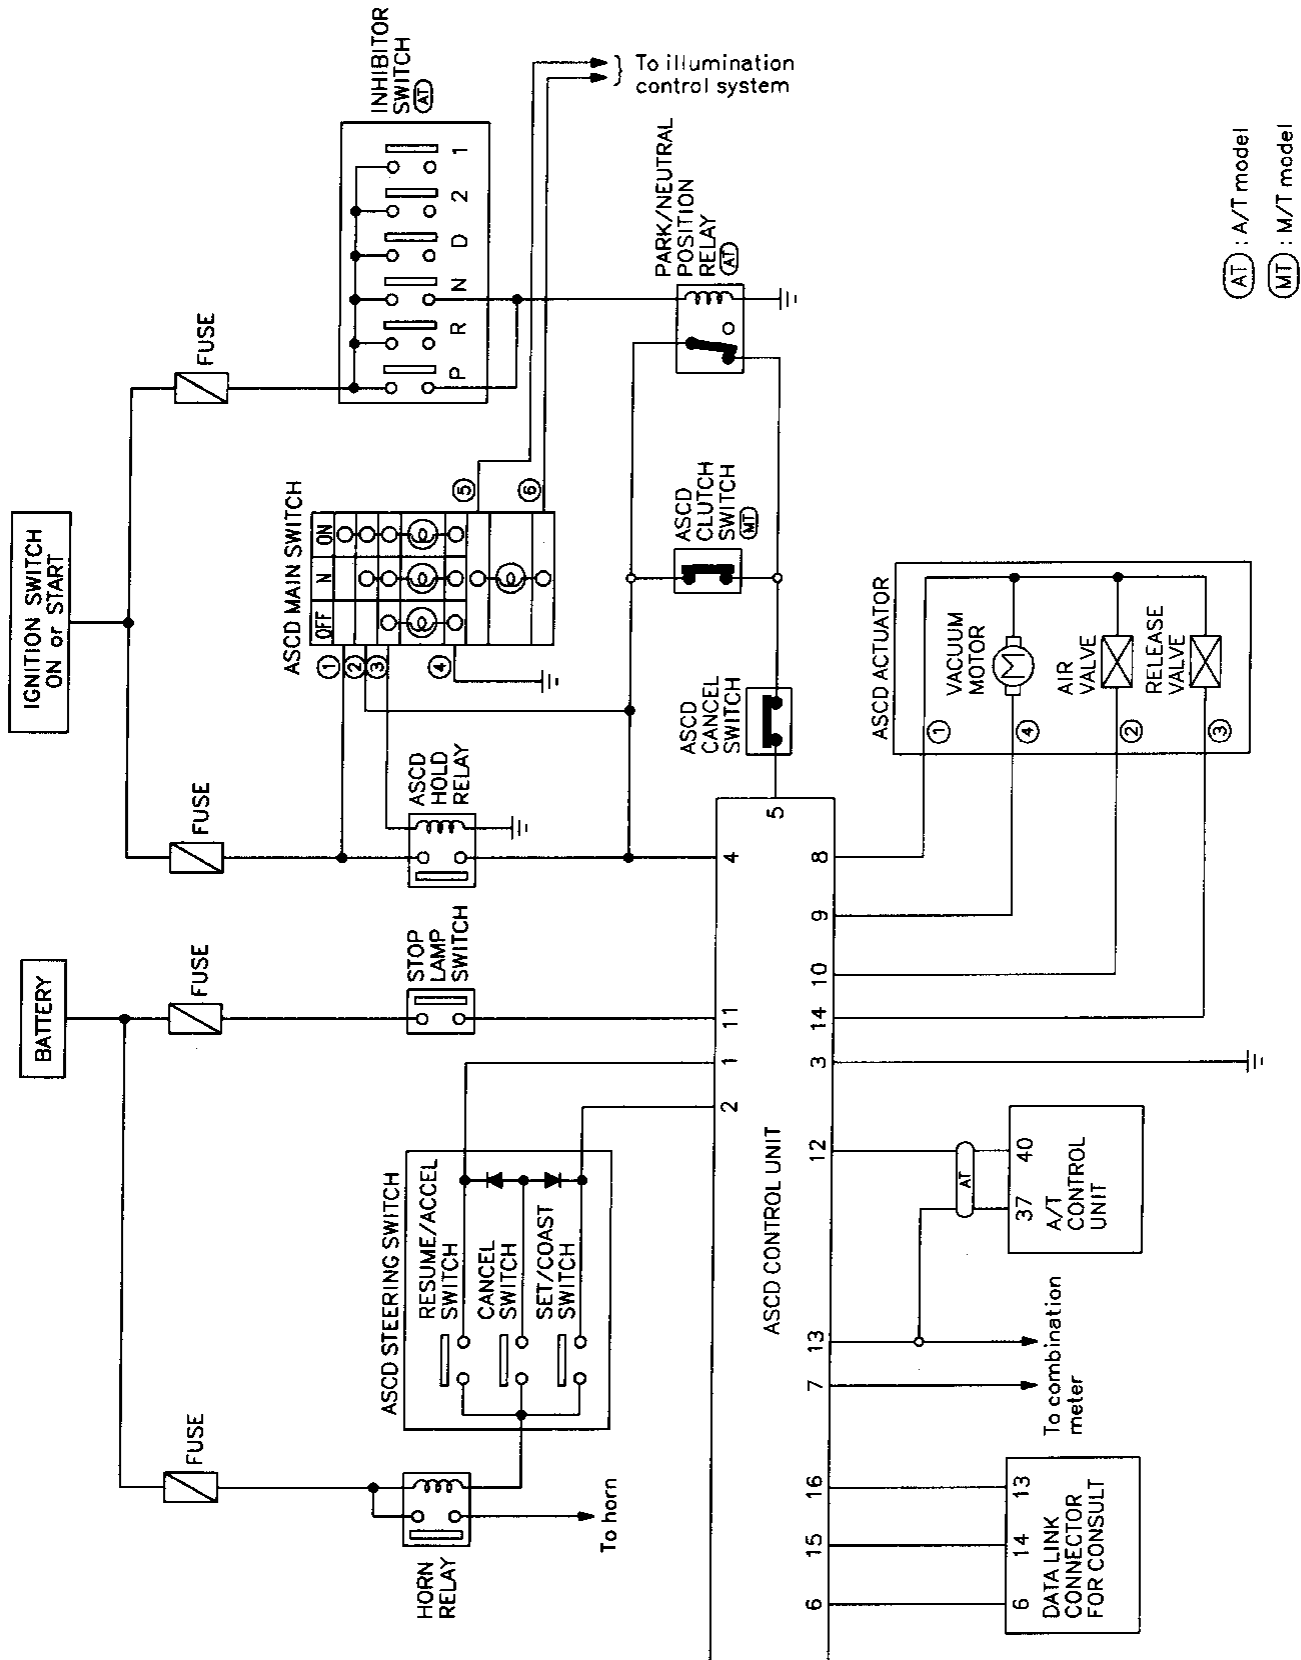 IGNITION SWITCH
ON or START
BATTERY
FUSE
FUSE
FUSE
FUSE
INHIBITOR
SWITCH
AT
P
R
N
D
2
1
To illumination
control system
ASCD MAIN SWITCH
OFF
N
ON
1
2
3
4
5
6
PARK/NEUTRAL
POSITION
RELAY
AT
ASCD
CLUTCH
SWITCH
MT
ASCD
CANCEL
SWITCH
ASCD
HOLD
RELAY
STOP
LAMP
SWITCH
ASCD STEERING SWITCH
RESUME/ACCEL
SWITCH
CANCEL
SWITCH
SET/COAST
SWITCH
HORN
RELAY
To horn
ASCD ACTUATOR
VACUUM
MOTOR
M
AIR
VALVE
RELEASE
VALVE
1
4
2
3
ASCD CONTROL UNIT
2
1
11
4
5
6
15
16
7
13
12
3
14
10
9
8
DATA LINK
CONNECTOR
FOR CONSULT
6
14
13
To combination
meter
AT
37
40
A/T
CONTROL
UNIT
AT : A/T model
MT : M/T model